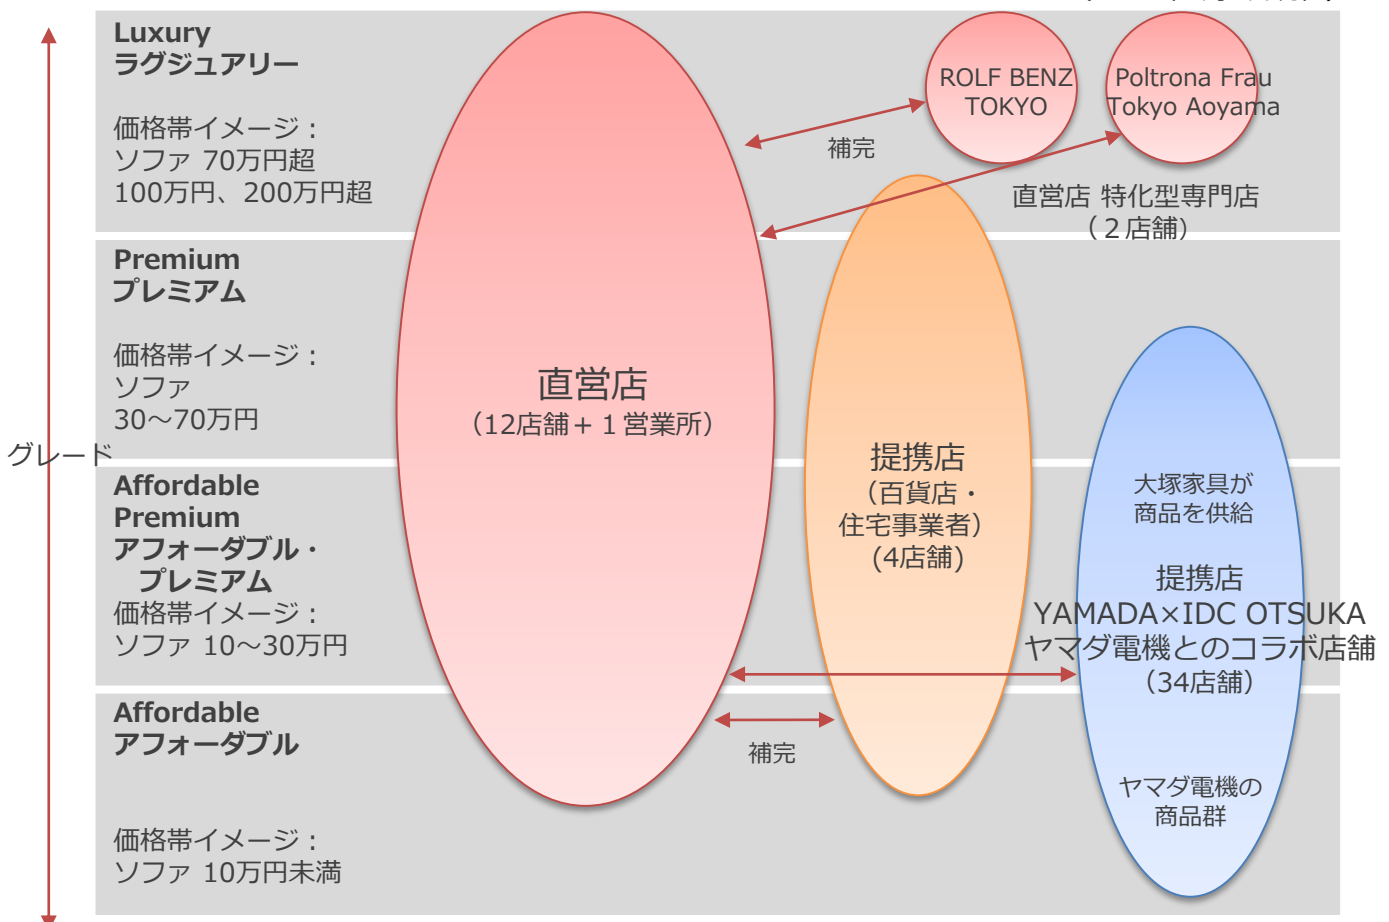 Luxury
ラグジュアリー
価格帯イメージ：
ソファ 70万円超
100万円、200万円超
ROLF BENZ
TOKYO
Poltrona Frau
Tokyo Aoyama
補完
直営店 特化型専門店
（２店舗）
Premium
プレミアム
価格帯イメージ：
ソファ
30～70万円
直営店
（12店舗＋１営業所）
グレード
Affordable
Premium
アフォーダブル・
プレミアム
価格帯イメージ：
ソファ 10～30万円
提携店
（百貨店・
住宅事業者）
(4店舗)
大塚家具が
商品を供給
提携店
YAMADA×IDC OTSUKA
ヤマダ電機とのコラボ店舗
（34店舗）
Affordable
アフォーダブル
補完
ヤマダ電機の
商品群
価格帯イメージ：
ソファ 10万円未満